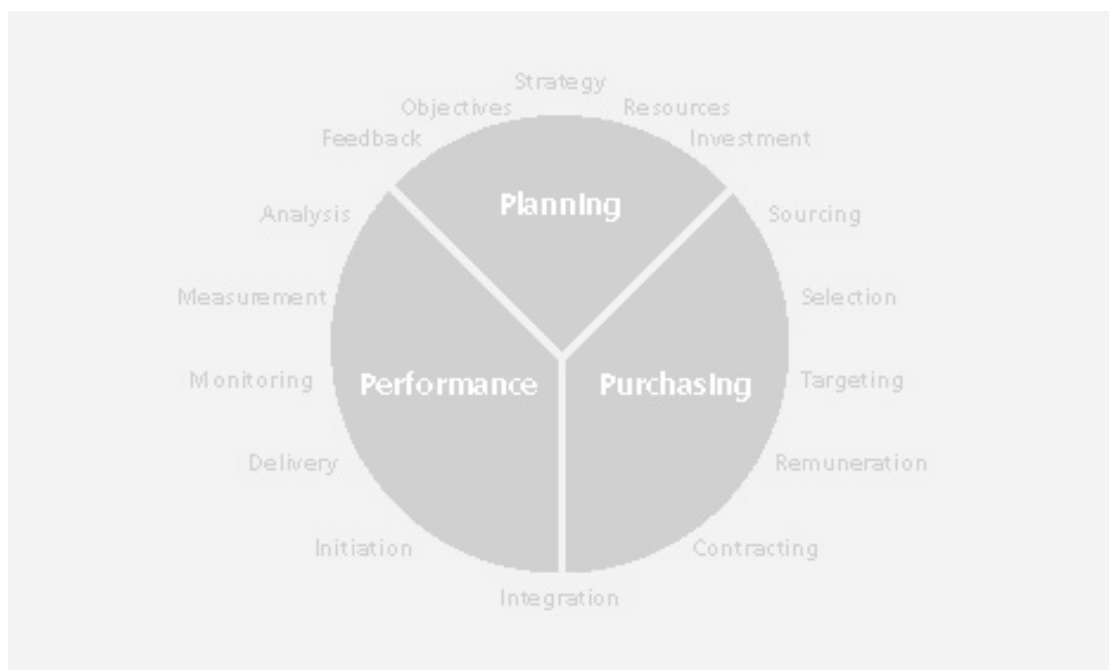 Strategy
Objectives
Resources
Feedback
Investment
Planning
Analysis
Sourcing
Measurement
Selection
Monitoring
Performance
Purchasing
Targeting
Delivery
Remuneration
Initiation
Contracting
Integration